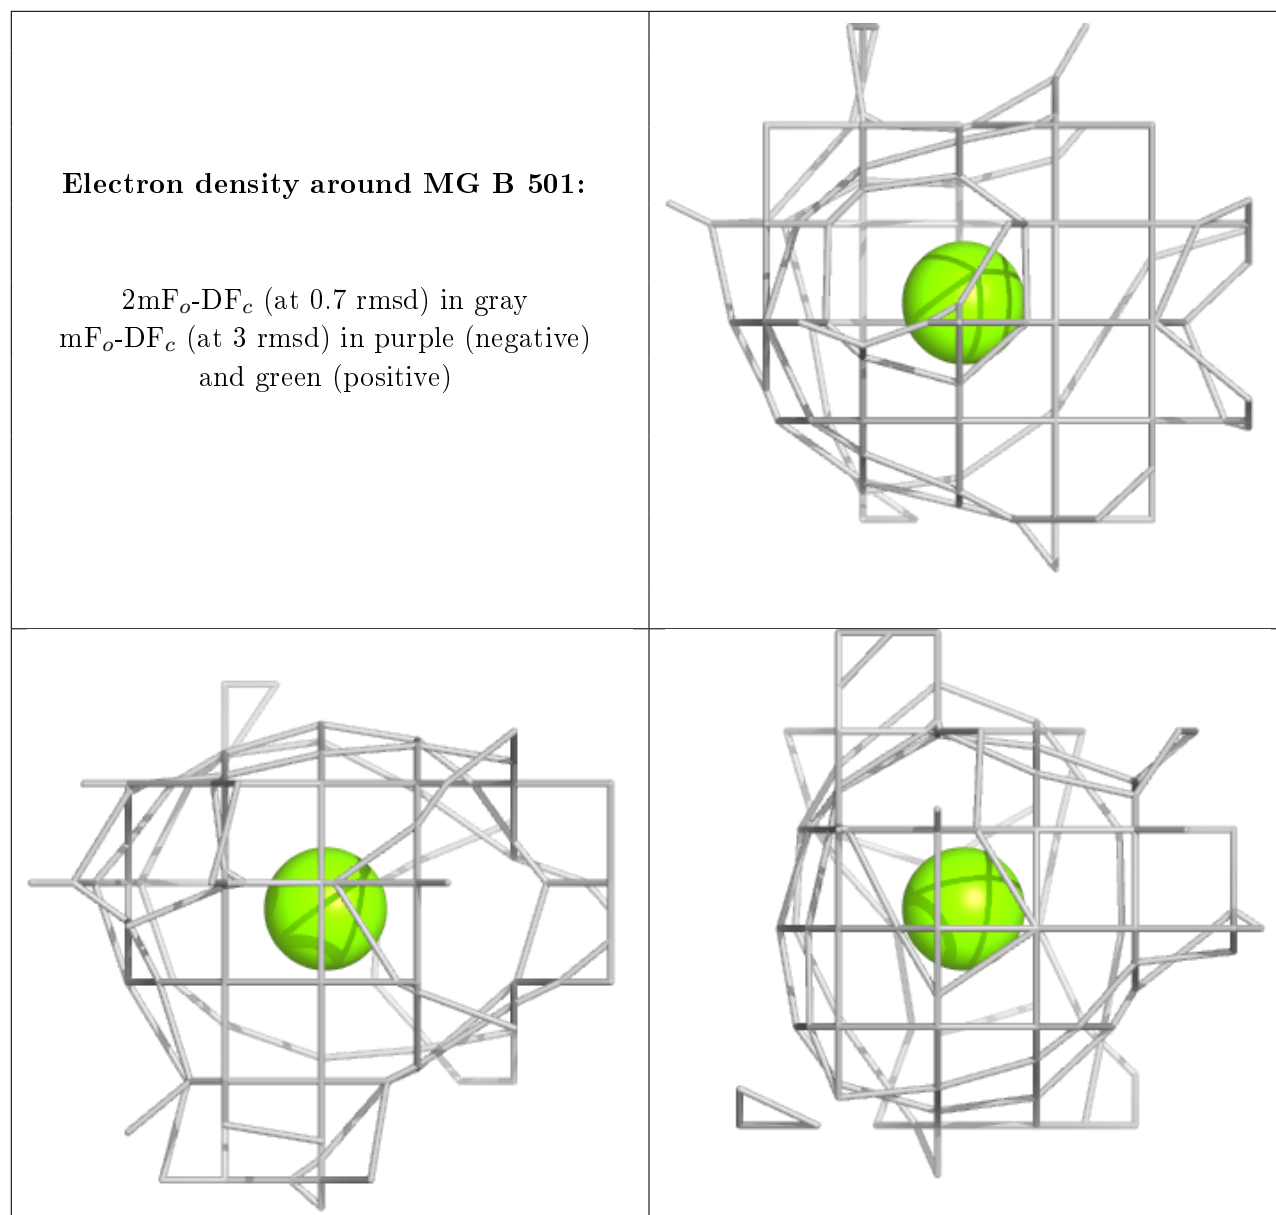 Electron density around MG B 501:
2mFo-DFc (at 0.7 rmsd) in gray
mFo-DFc (at 3 rmsd) in purple (negative)
and green (positive)